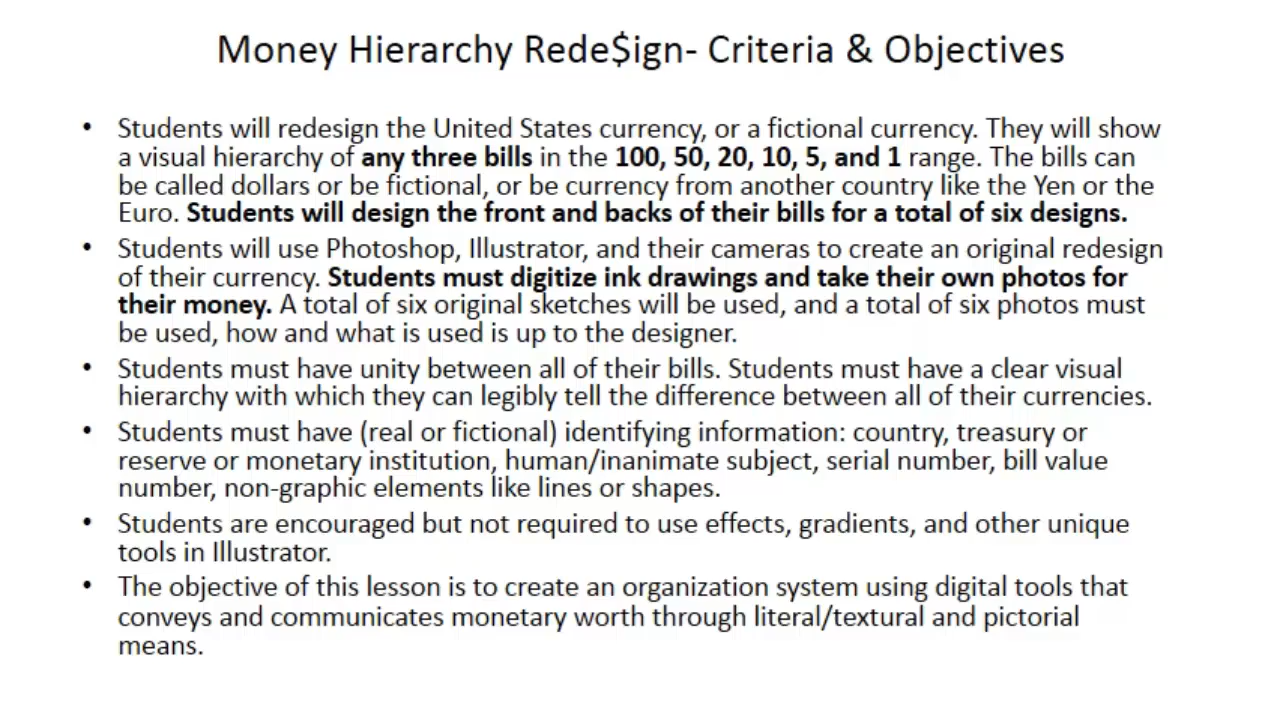 Money Hierarchy Rede$ign- Criteria & Objectives
• Students will redesign the United States currency, or a fictional currency. They will show
a visual hierarchy of any three bills in the 100, 50, 20, 10, 5, and 1 range. The bills can
be called dollars or be fictional, or be currency from another country like the Yen or the
Euro. Students will design the front and backs of their bills for a total of six designs.
• Students will use Photoshop, Illustrator, and their cameras to create an original redesign
of their currency. Students must digitize ink drawings and take their own photos for
their money. A total of six original sketches will be used, and a total of six photos must
be used, how and what is used is up to the designer.
• Students must have unity between all of their bills. Students must have a clear visual
hierarchy with which they can legibly tell the difference between all of their currencies.
• Students must have (real or fictional) identifying information: country, treasury or
reserve or monetary institution, human/inanimate subject, serial number, bill value
number, non-graphic elements like lines or shapes.
• Students are encouraged but not required to use effects, gradients, and other unique
tools in Illustrator.
• The objective of this lesson is to create an organization system using digital tools that
conveys and communicates monetary worth through literal/textural and pictorial
means.